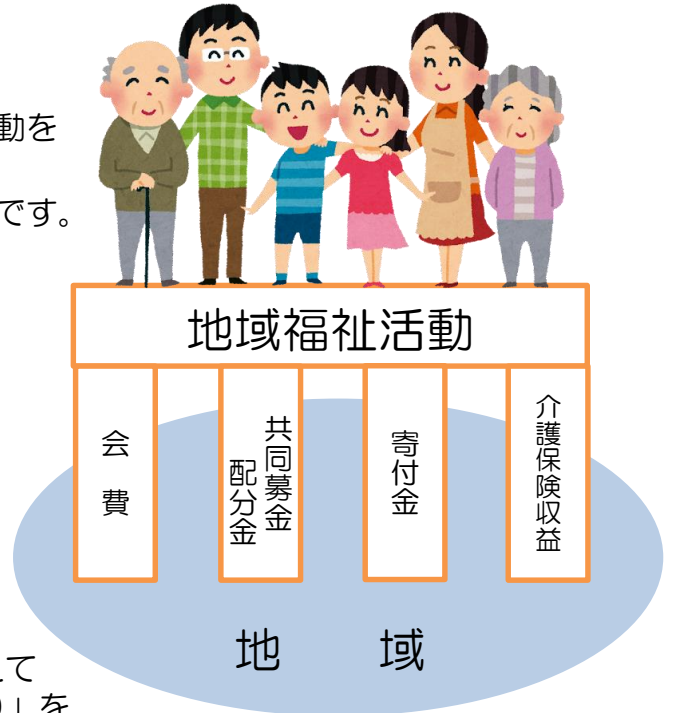 動を
です。
地域福祉活動
会費
共同募金
配分金
寄付金
介護保険収益
地域
えて
」を